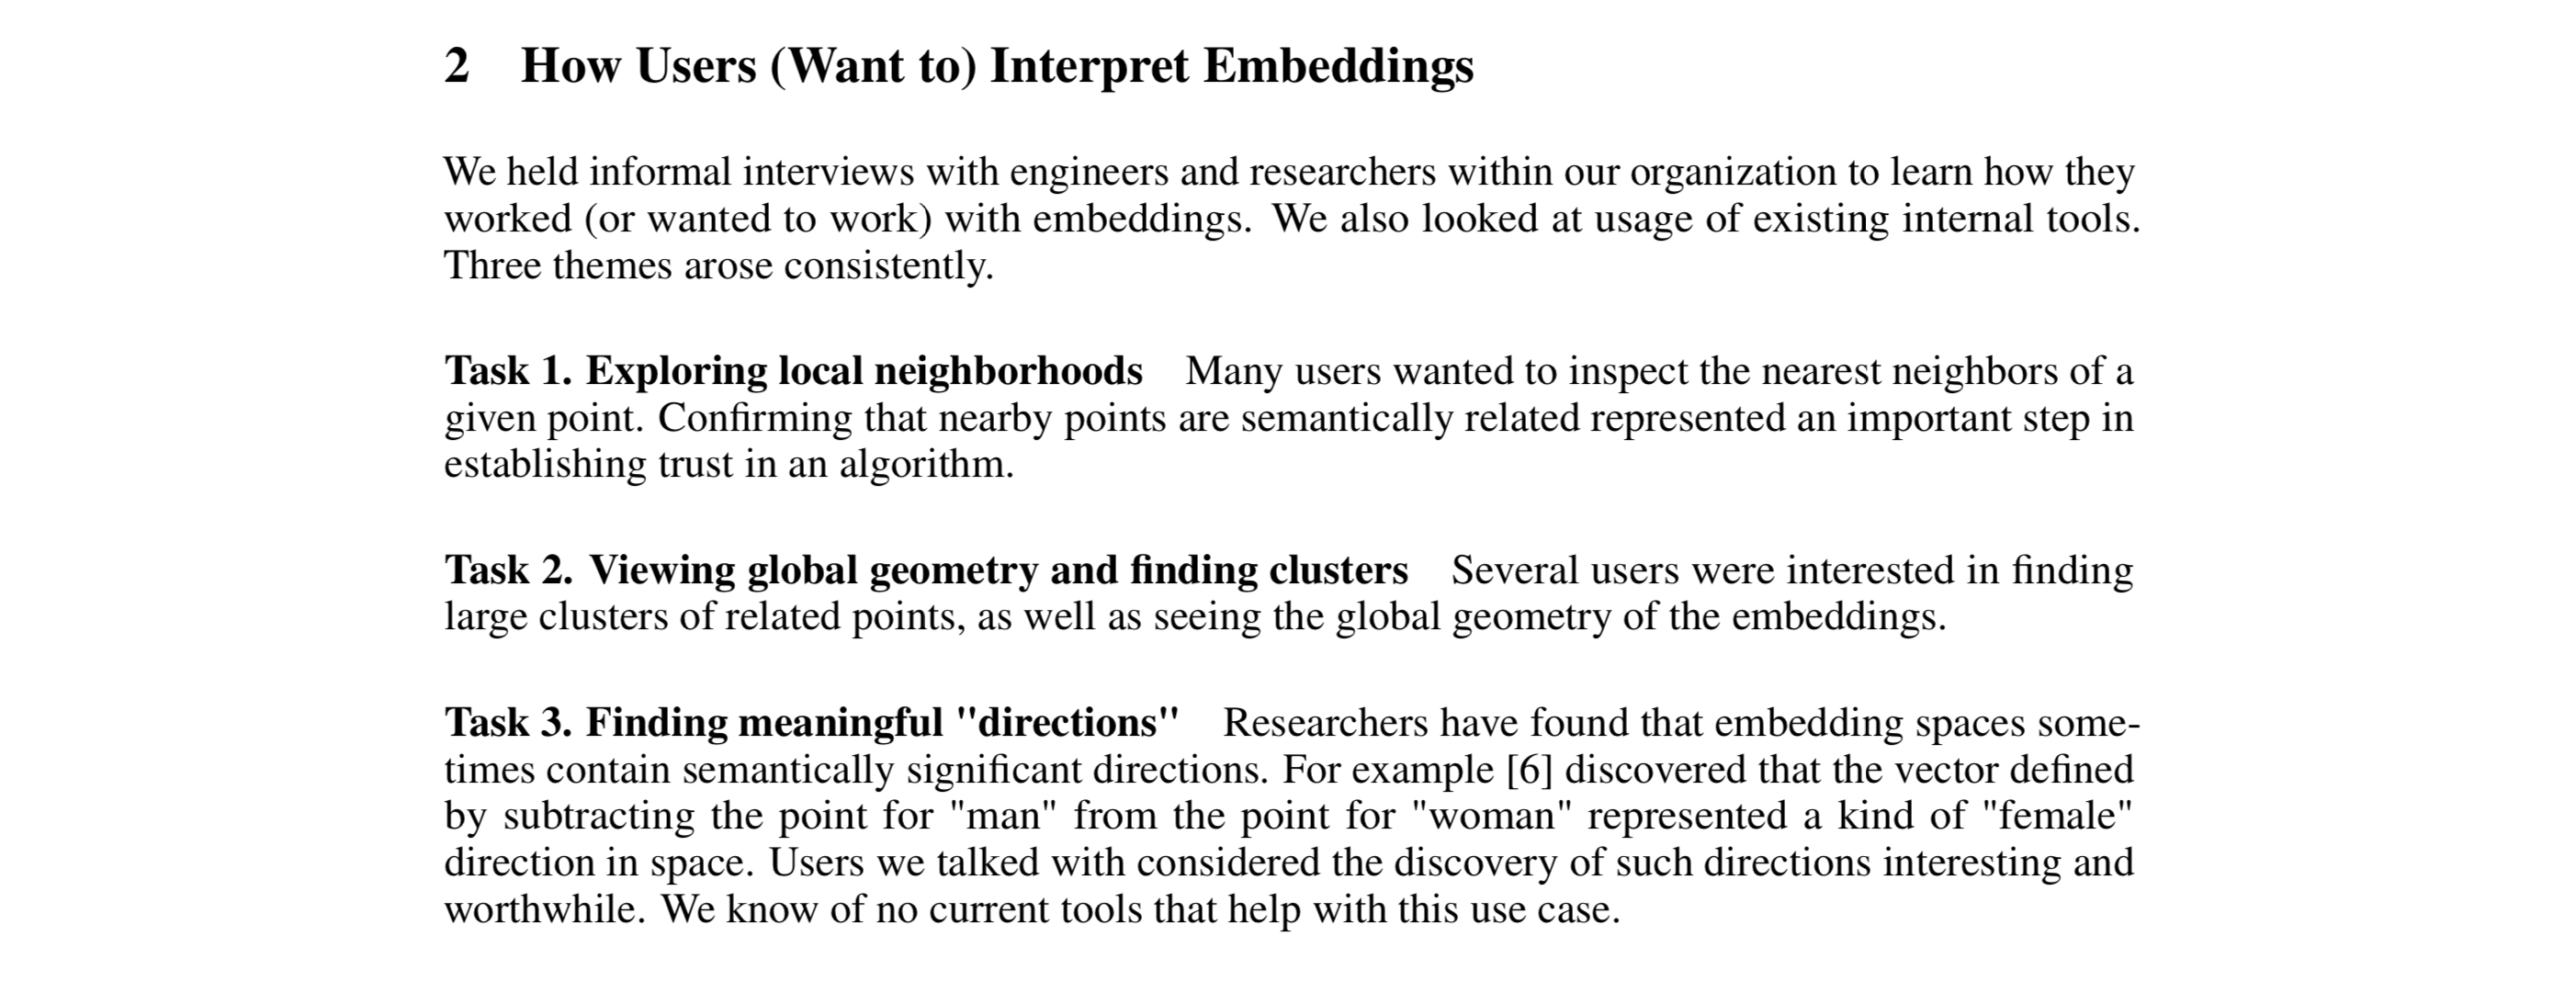 2 How Users (Want to) Interpret Embeddings
We held informal interviews with engineers and researchers within our organization to learn how they
worked (or wanted to work) with embeddings. We also looked at usage of existing internal tools.
Three themes arose consistently.
Task 1. Exploring local neighborhoods Many users wanted to inspect the nearest neighbors of a
given point. Confirming that nearby points are semantically related represented an important step in
establishing trust in an algorithm.
Task 2. Viewing global geometry and finding clusters Several users were interested in finding
large clusters of related points, as well as seeing the global geometry of the embeddings.
Task 3. Finding meaningful "directions" Researchers have found that embedding spaces some-
times contain semantically significant directions. For example [6] discovered that the vector defined
by subtracting the point for "man" from the point for "woman" represented a kind of "female"
direction in space. Users we talked with considered the discovery of such directions interesting and
worthwhile. We know of no current tools that help with this use case.